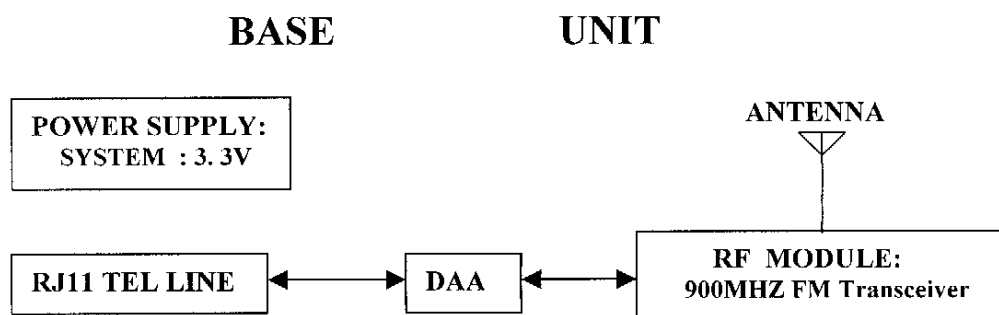 BASE UNIT
POWER SUPPLY:
SYSTEM : 3. 3V
ANTENNA
RJ11 TEL LINE
DAA
RF MODULE:
900MHZ FM Transceiver